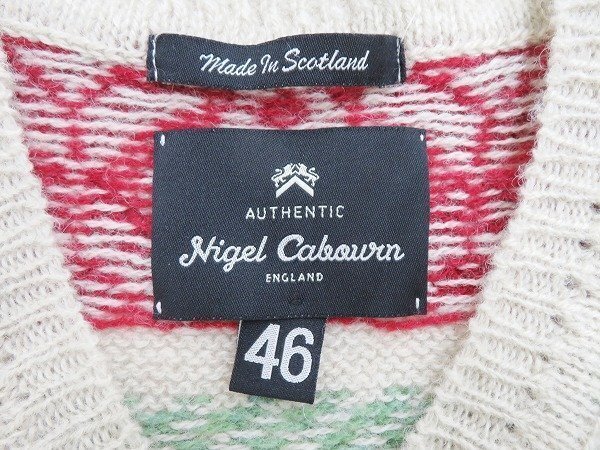 Made In Scotland
AUTHENTIC
Nigel Cabourn
ENGLAND
46